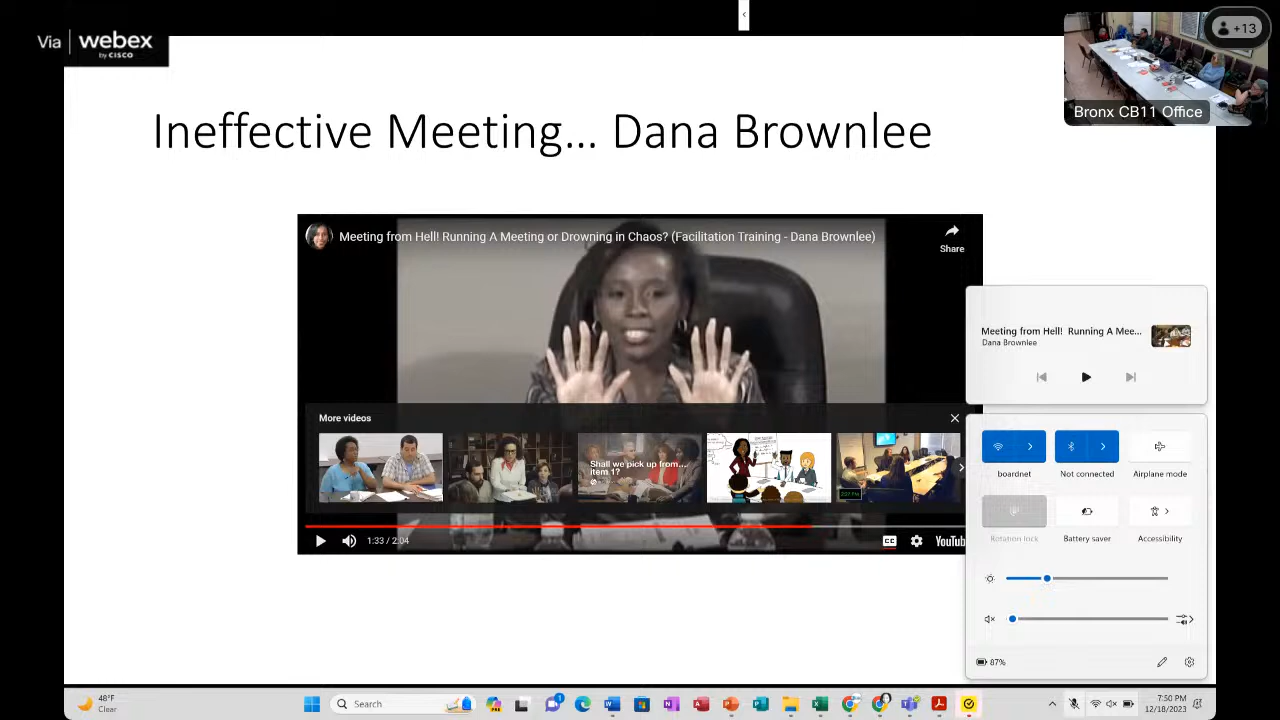 Via webex
by CISCO
+13
Bronx CB11 Office
Ineffective Meeting... Dana Brownlee
Meeting from Hell! Running A Meeting or Drowning in Chaos? (Facilitation Training - Dana Brownlee)
Share
Meeting from Hell! Running A Mee...
Dana Brownlee
More videos
Shall we pick up from...
item 1?
boardnet
Not connected
Airplane mode
Rotation lock
Battery saver
Accessibility
1:33 / 2:04
CC
YouTub
87%
48°F
Clear
Search
7:50 PM
12/18/2023